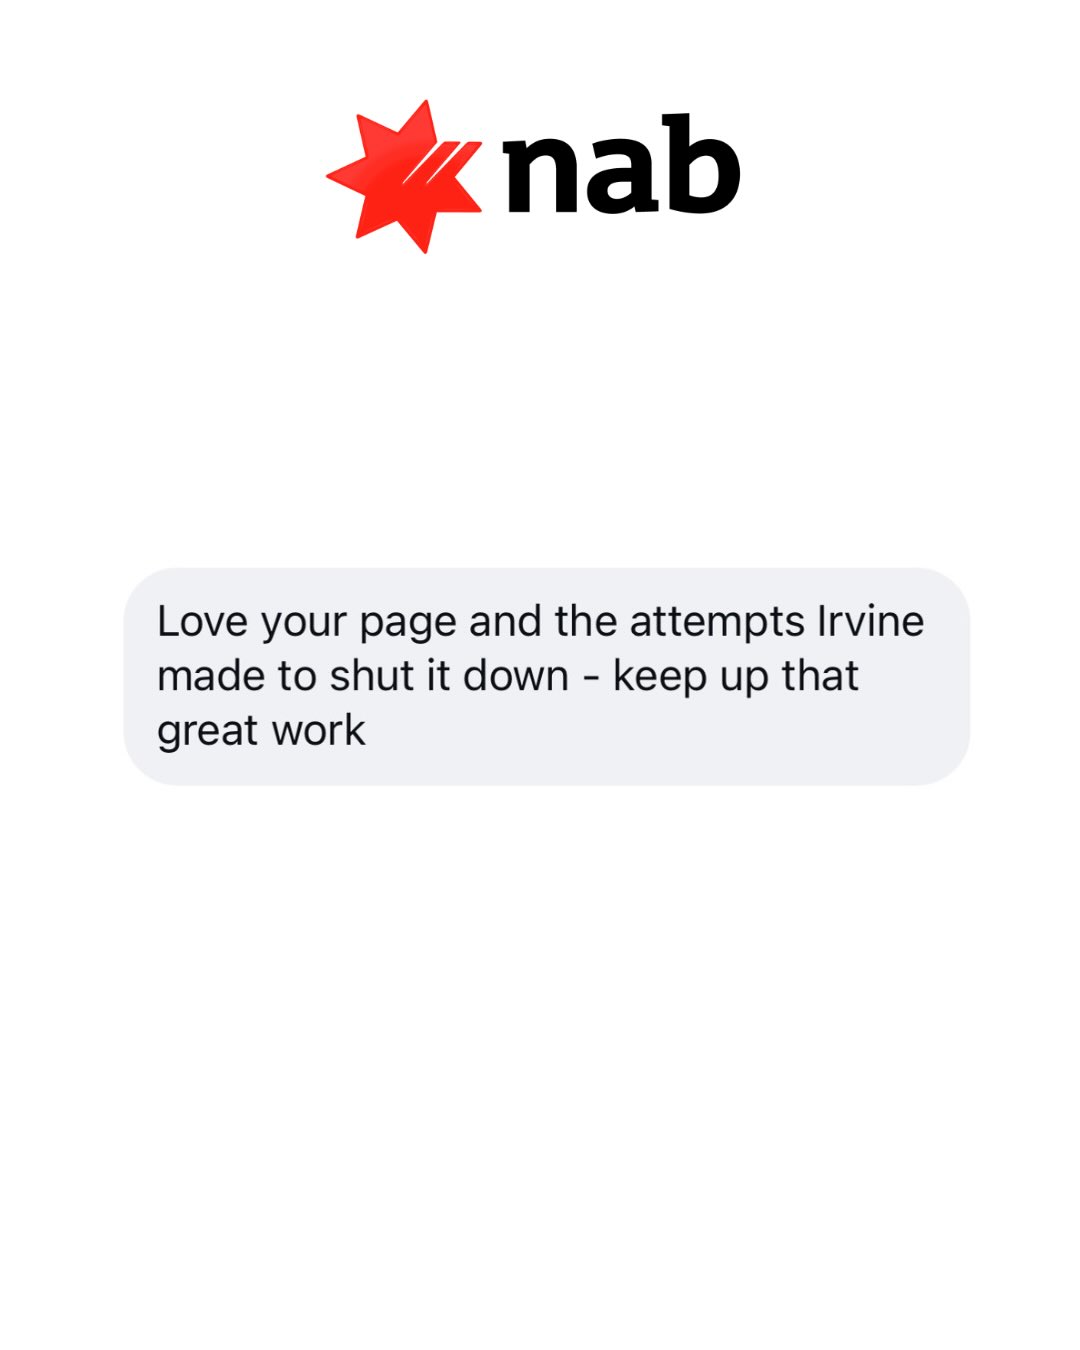 nab
Love your page and the attempts Irvine
made to shut it down - keep up that
great work